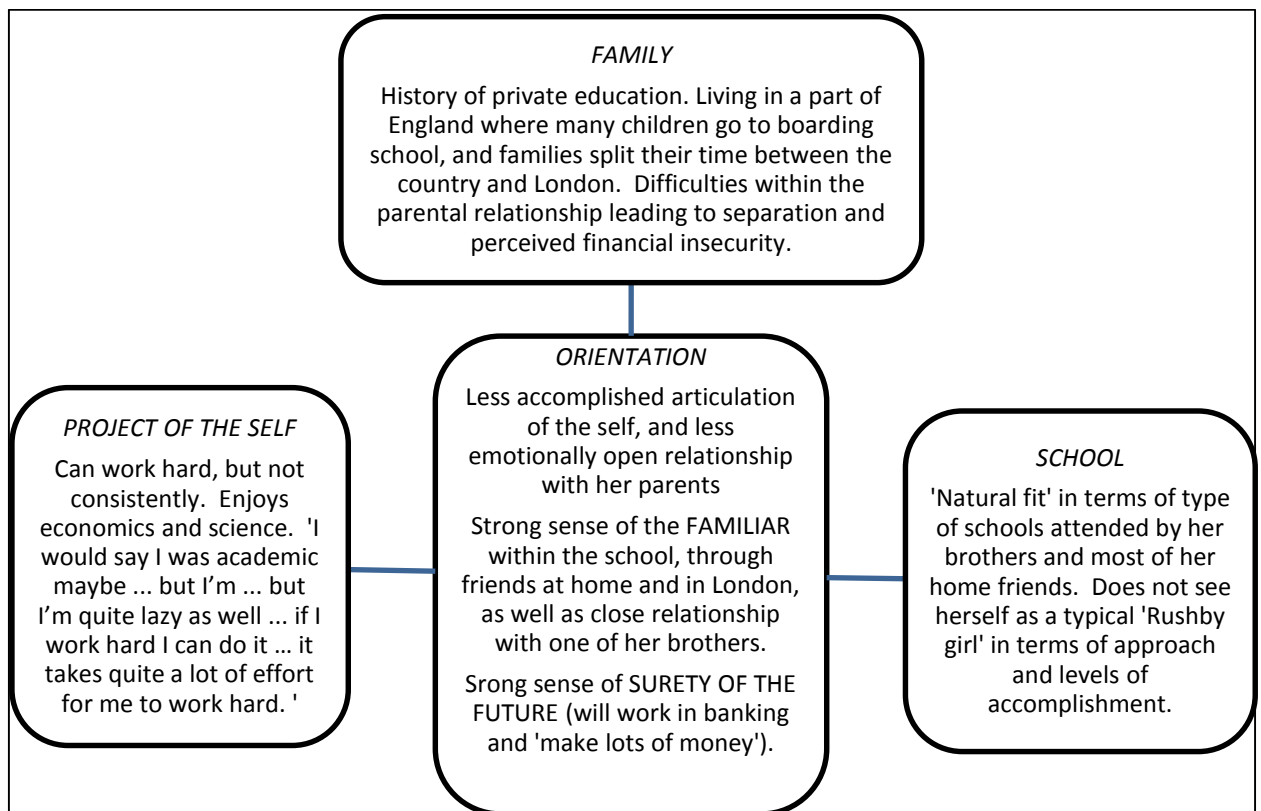 FAMILY
History of private education. Living in a part of
England where many children go to boarding
school, and families split their time between the
country and London.  Difficulties within the
parental relationship leading to separation and
perceived financial insecurity.
PROJECT OF THE SELF
Can work hard, but not
consistently.  Enjoys
economics and science.  'I
would say I was academic
maybe ... but I'm ... but
I’m quite lazy as well ... if I
work hard I can do it ... it
takes quite a lot of effort
for me to work hard. '
ORIENTATION
Less accomplished articulation
of the self, and less
emotionally open relationship
with her parents
Strong sense of the FAMILIAR
within the school, through
friends at home and in London,
as well as close relationship
with one of her brothers.
Srong sense of SURETY OF THE
FUTURE (will work in banking
and 'make lots of money').
SCHOOL
'Natural fit' in terms of type
of schools attended by her
brothers and most of her
home friends.  Does not see
herself as a typical 'Rushby
girl' in terms of approach
and levels of
accomplishment.